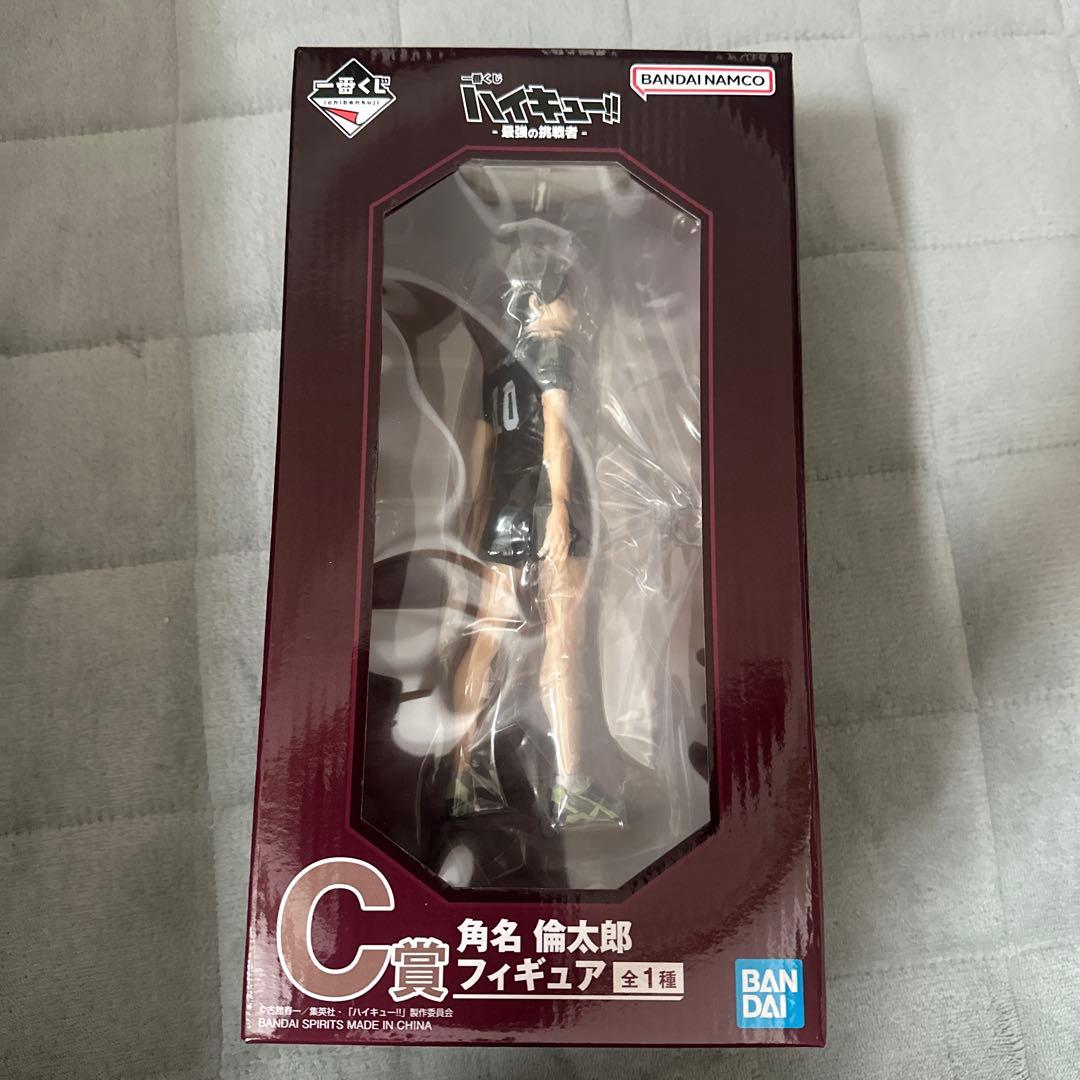 一番くじ
ichibankuji
一番くじ
ハイキュー!!
- 最強の挑戦者 -
BANDAI NAMCO
10
C賞
角名 倫太郎
フィギュア 全1種
©古舘春一／集英社・「ハイキュー!!」製作委員会
BANDAI SPIRITS MADE IN CHINA
BAN
DAI